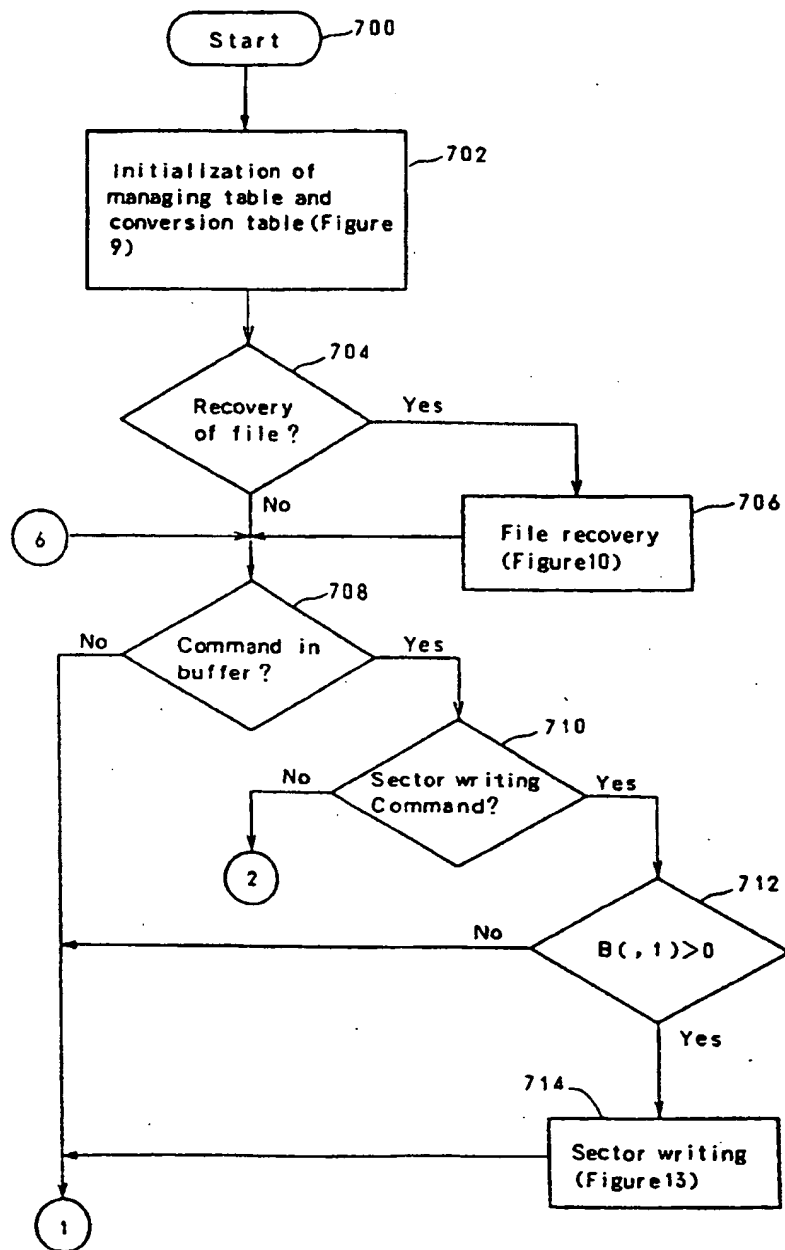 Start
700
702
Initialization of
managing table and
conversion table(Figure
9)
704
Recovery
of file?
Yes
No
706
File recovery
(Figure10)
6
708
No
Command in
buffer?
Yes
710
No
Sector writing
Command?
Yes
2
712
No
B(,1)>0
Yes
714
Sector writing
(Figure13)
1